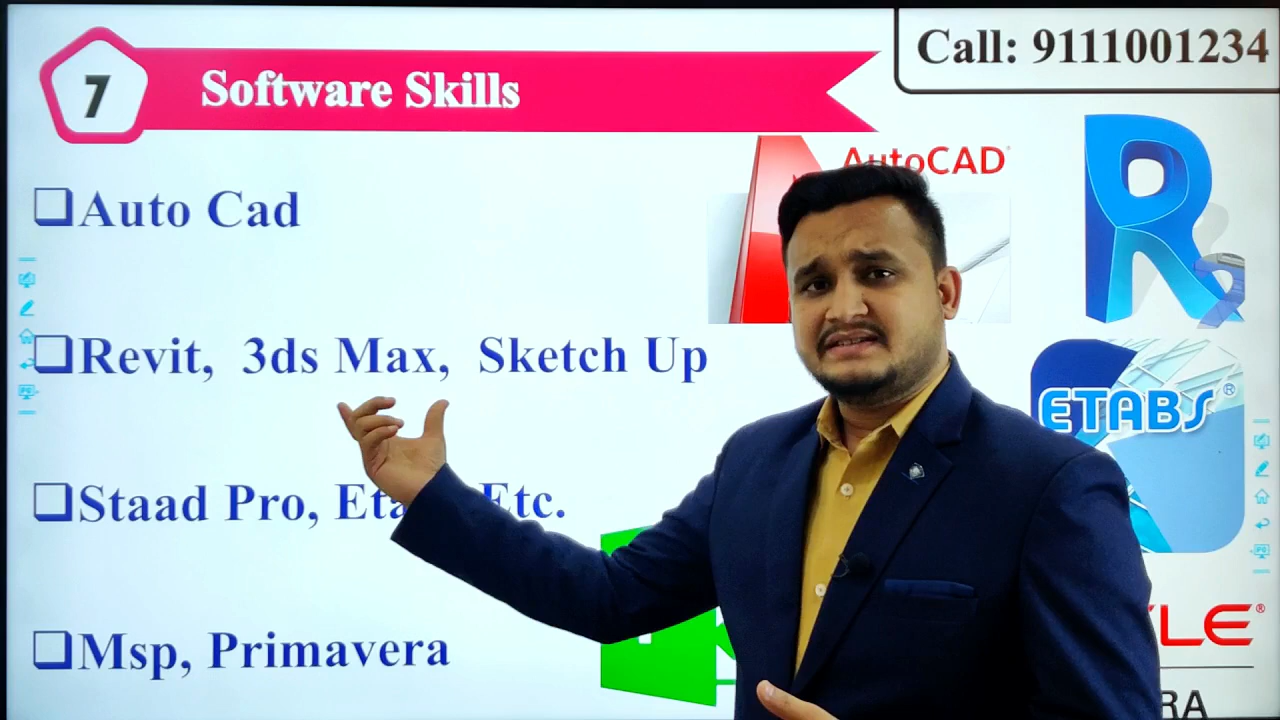 7 Software Skills
Call: 9111001234
AutoCAD®
Auto Cad
Revit, 3ds Max, Sketch Up
ETABS®
Staad Pro, Etc.
Msp, Primavera